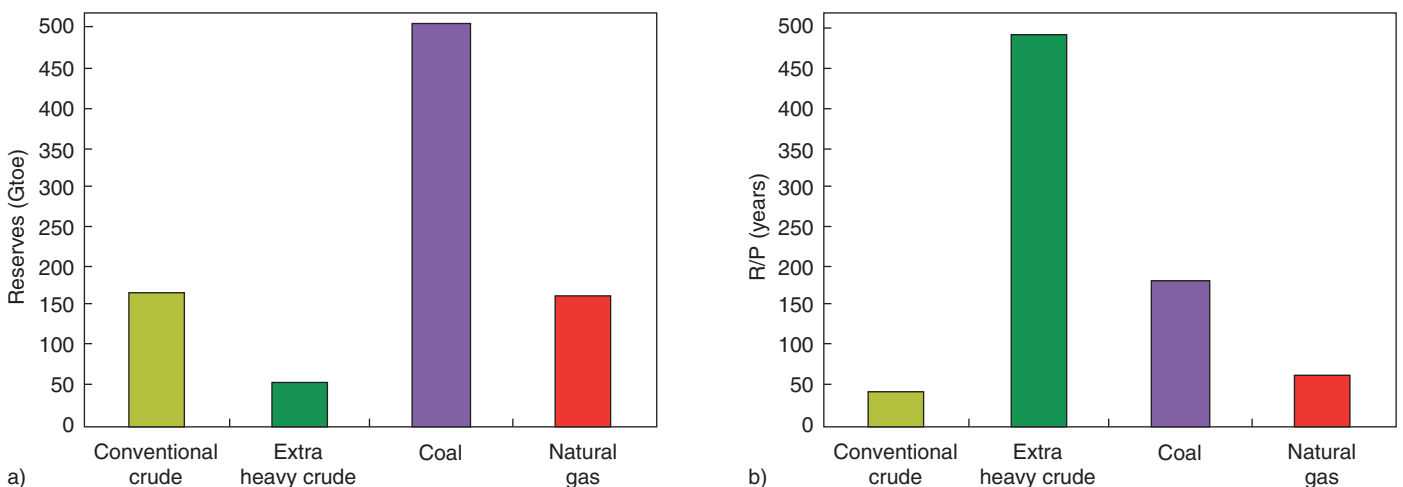 500
450
400
350
300
250
200
150
100
50
0
Reserves (Gtoe)
Conventional
crude
Extra
heavy crude
Coal
Natural
gas
a)
500
450
400
350
300
250
200
150
100
50
0
R/P (years)
Conventional
crude
Extra
heavy crude
Coal
Natural
gas
b)